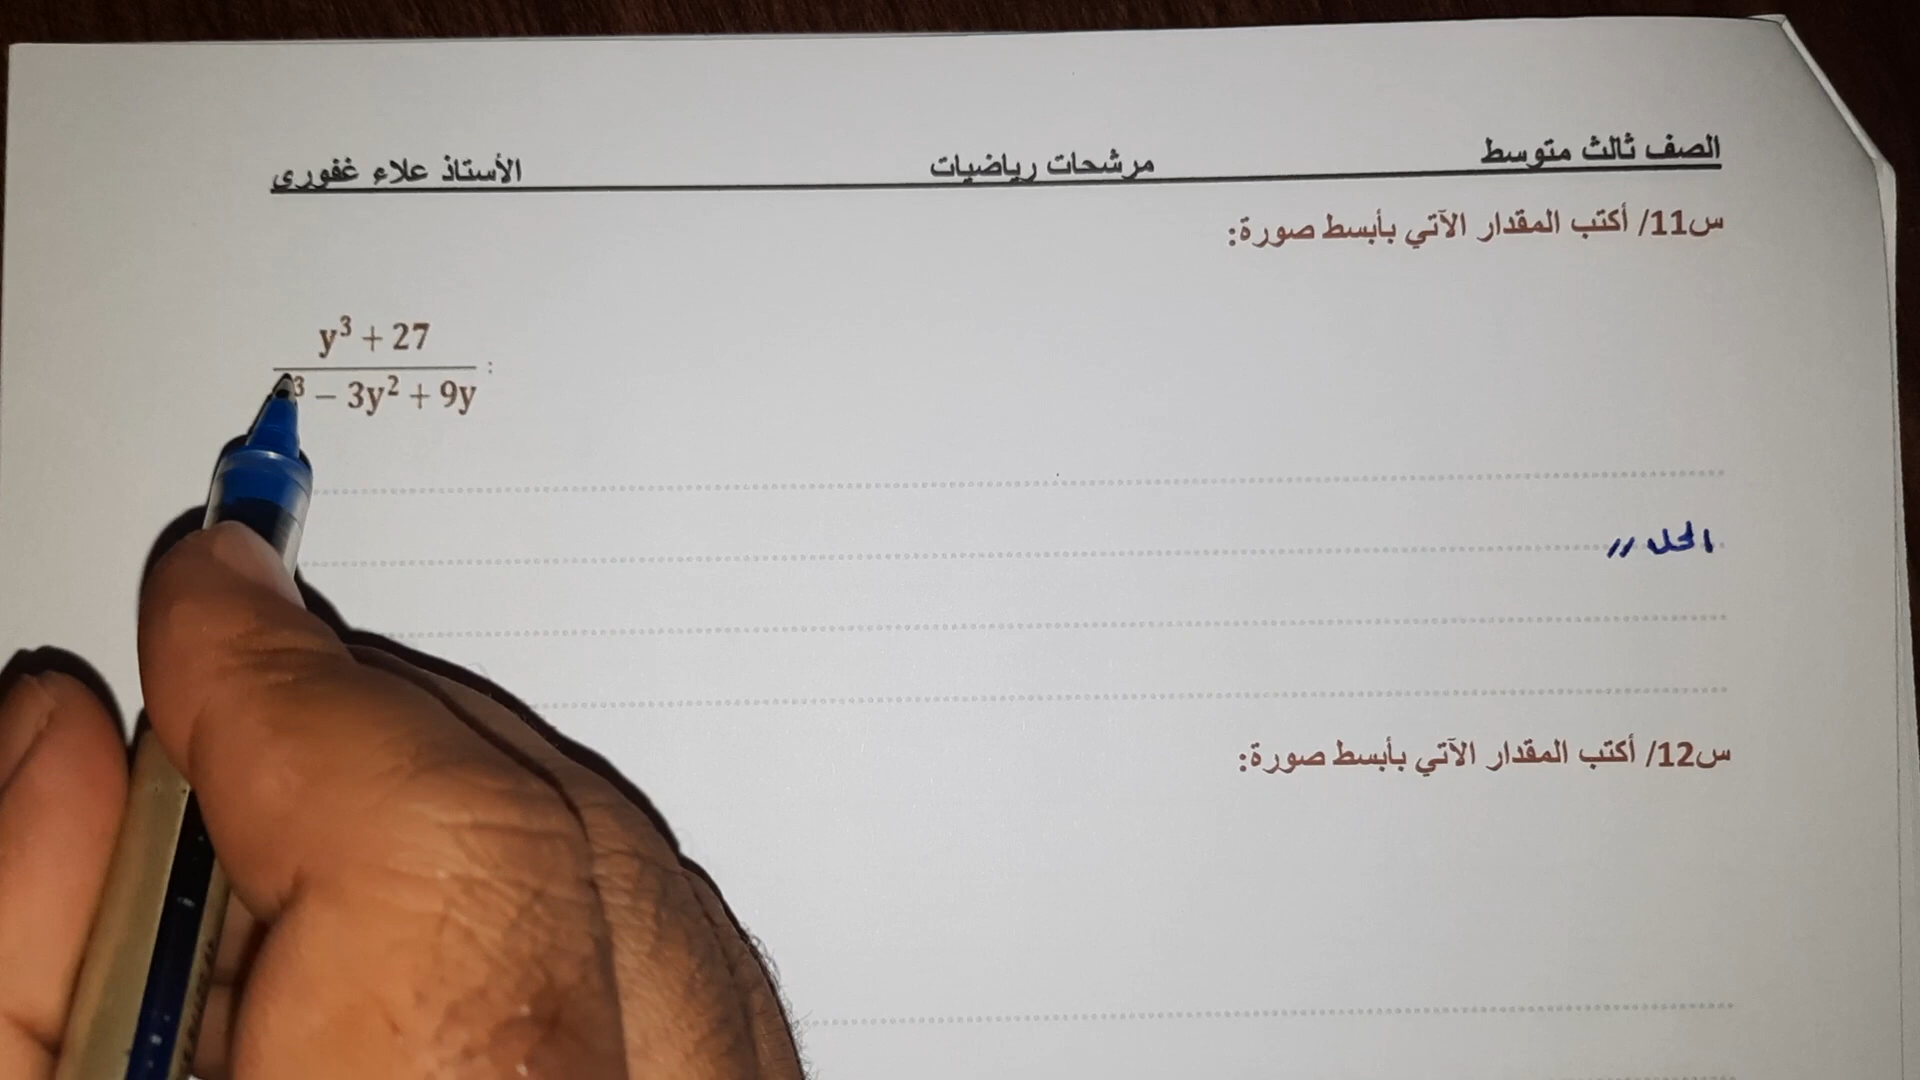 الصف ثالث متوسط مرشحات رياضيات الأستاذ علاء غفوري
س11/ أكتب المقدار الآتي بأبسط صورة:
y³ + 27
³ − 3y² + 9y :
الحل //
س12/ أكتب المقدار الآتي بأبسط صورة: